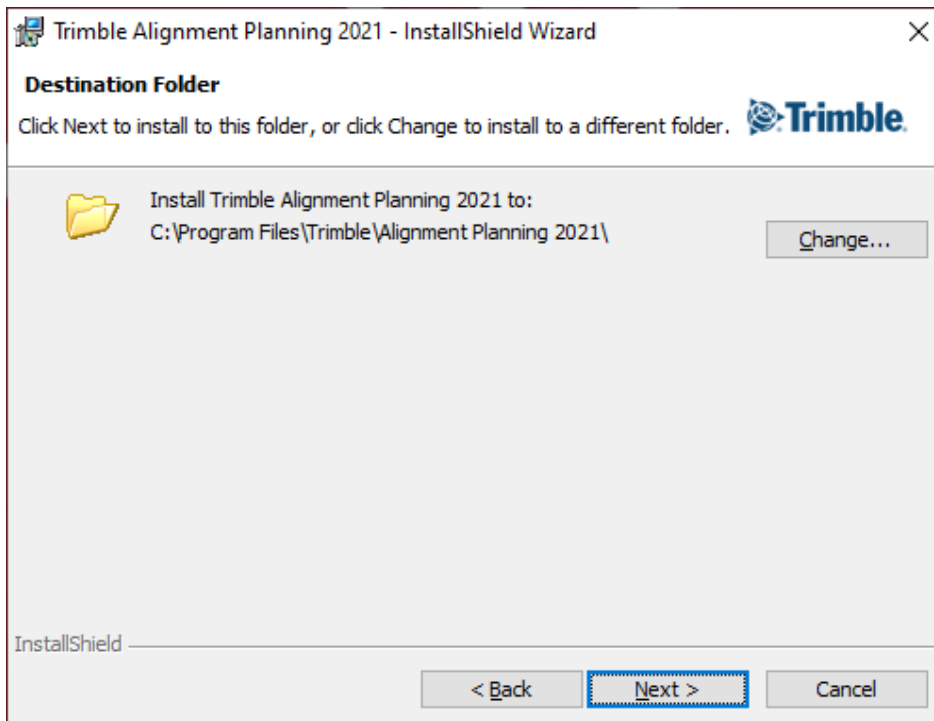 Trimble Alignment Planning 2021 - InstallShield Wizard
Destination Folder
Click Next to install to this folder, or click Change to install to a different folder.
Trimble.
Install Trimble Alignment Planning 2021 to:
C:\Program Files\Trimble\Alignment Planning 2021\
Change...
InstallShield
< Back
Next >
Cancel